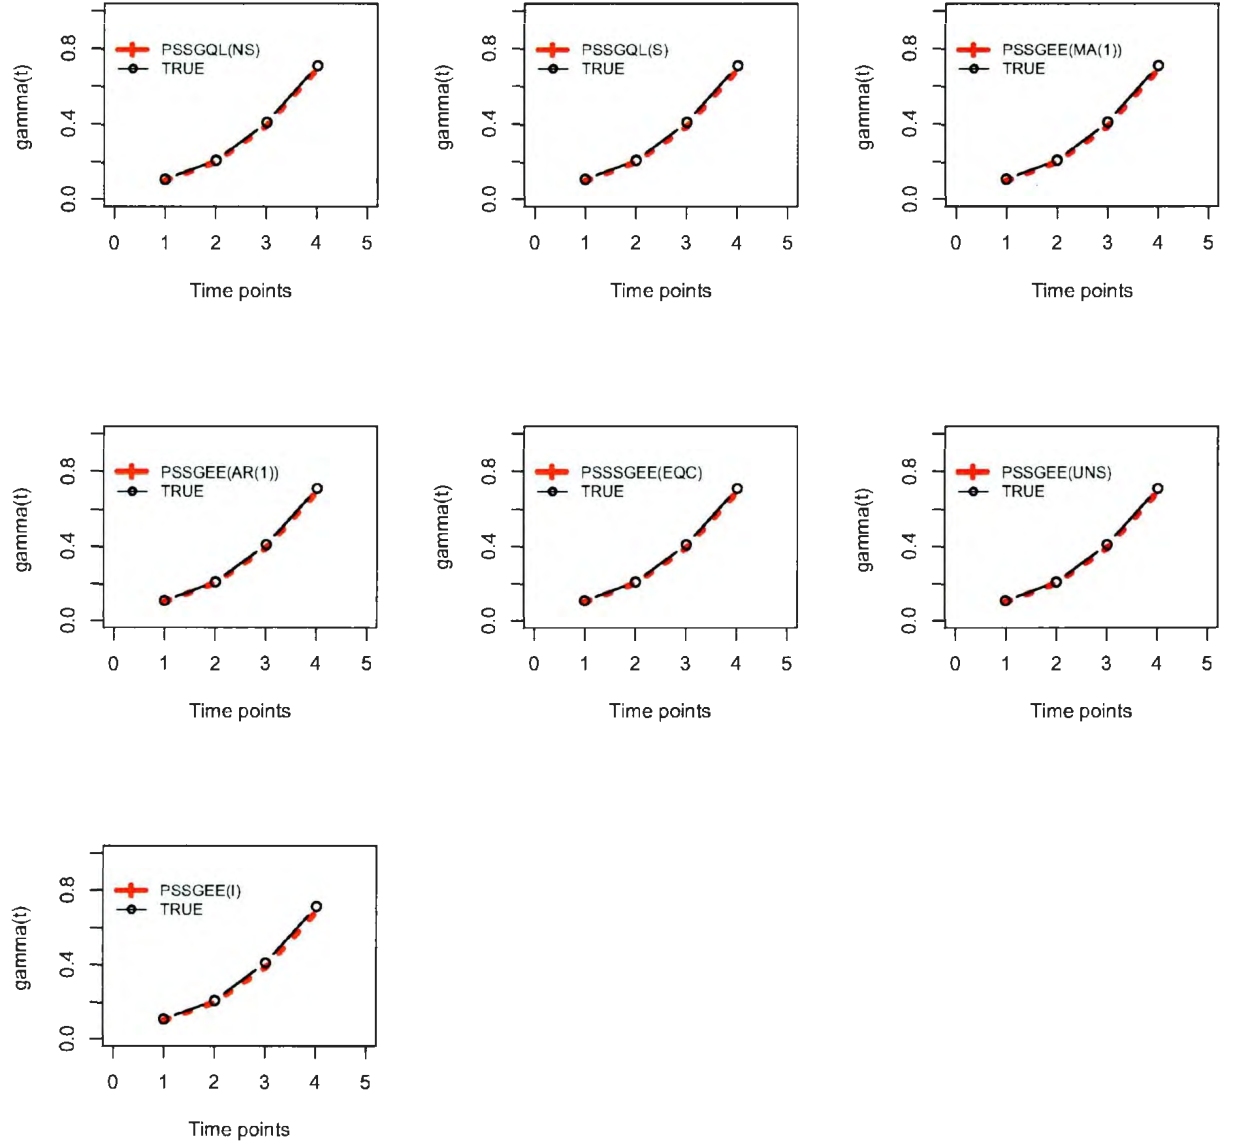 PSSGQL(NS)
TRUE
gamma(t)
0.0 0.4 0.8
0 1 2 3 4 5
Time points
PSSGQL(S)
TRUE
gamma(t)
0.0 0.4 0.8
0 1 2 3 4 5
Time points
PSSGEE(MA(1))
TRUE
gamma(t)
0.0 0.4 0.8
0 1 2 3 4 5
Time points
PSSGEE(AR(1))
TRUE
gamma(t)
0.0 0.4 0.8
0 1 2 3 4 5
Time points
PSSSGEE(EQC)
TRUE
gamma(t)
0.0 0.4 0.8
0 1 2 3 4 5
Time points
PSSGEE(UNS)
TRUE
gamma(t)
0.0 0.4 0.8
0 1 2 3 4 5
Time points
PSSGEE(I)
TRUE
gamma(t)
0.0 0.4 0.8
0 1 2 3 4 5
Time points